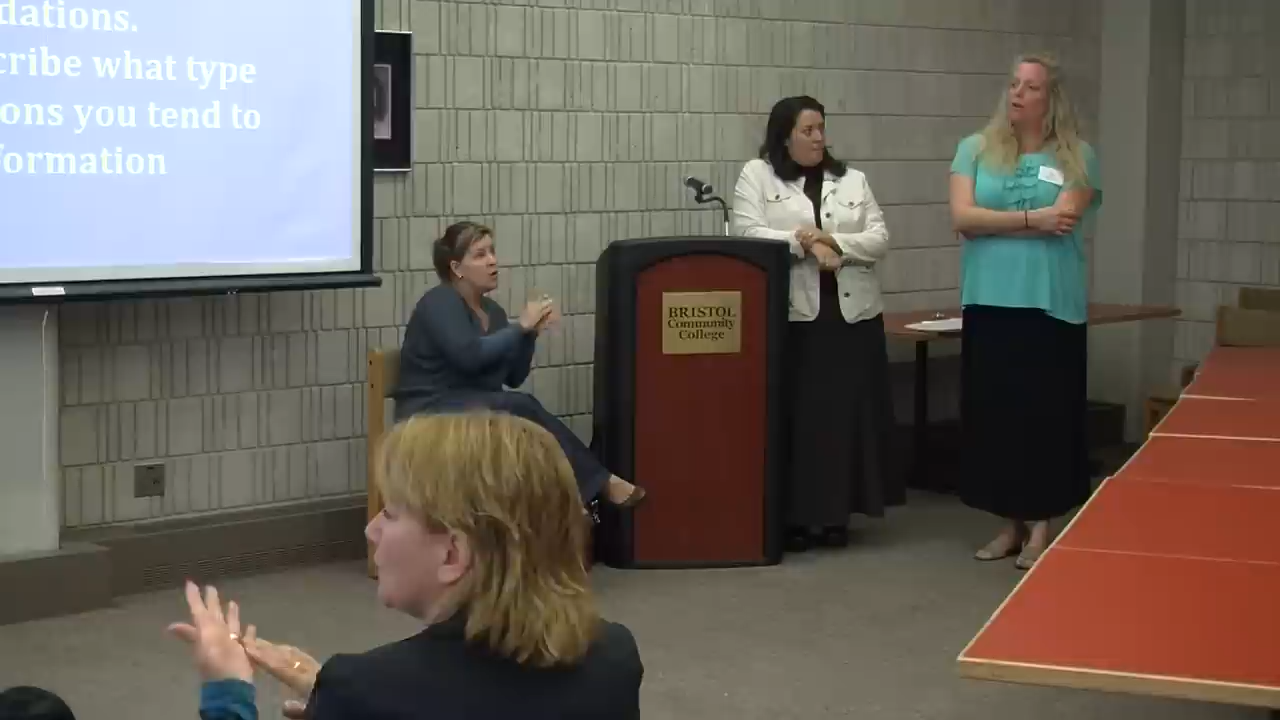 dations.
cribe what type
ons you tend to
formation
BRISTOL
Community
College